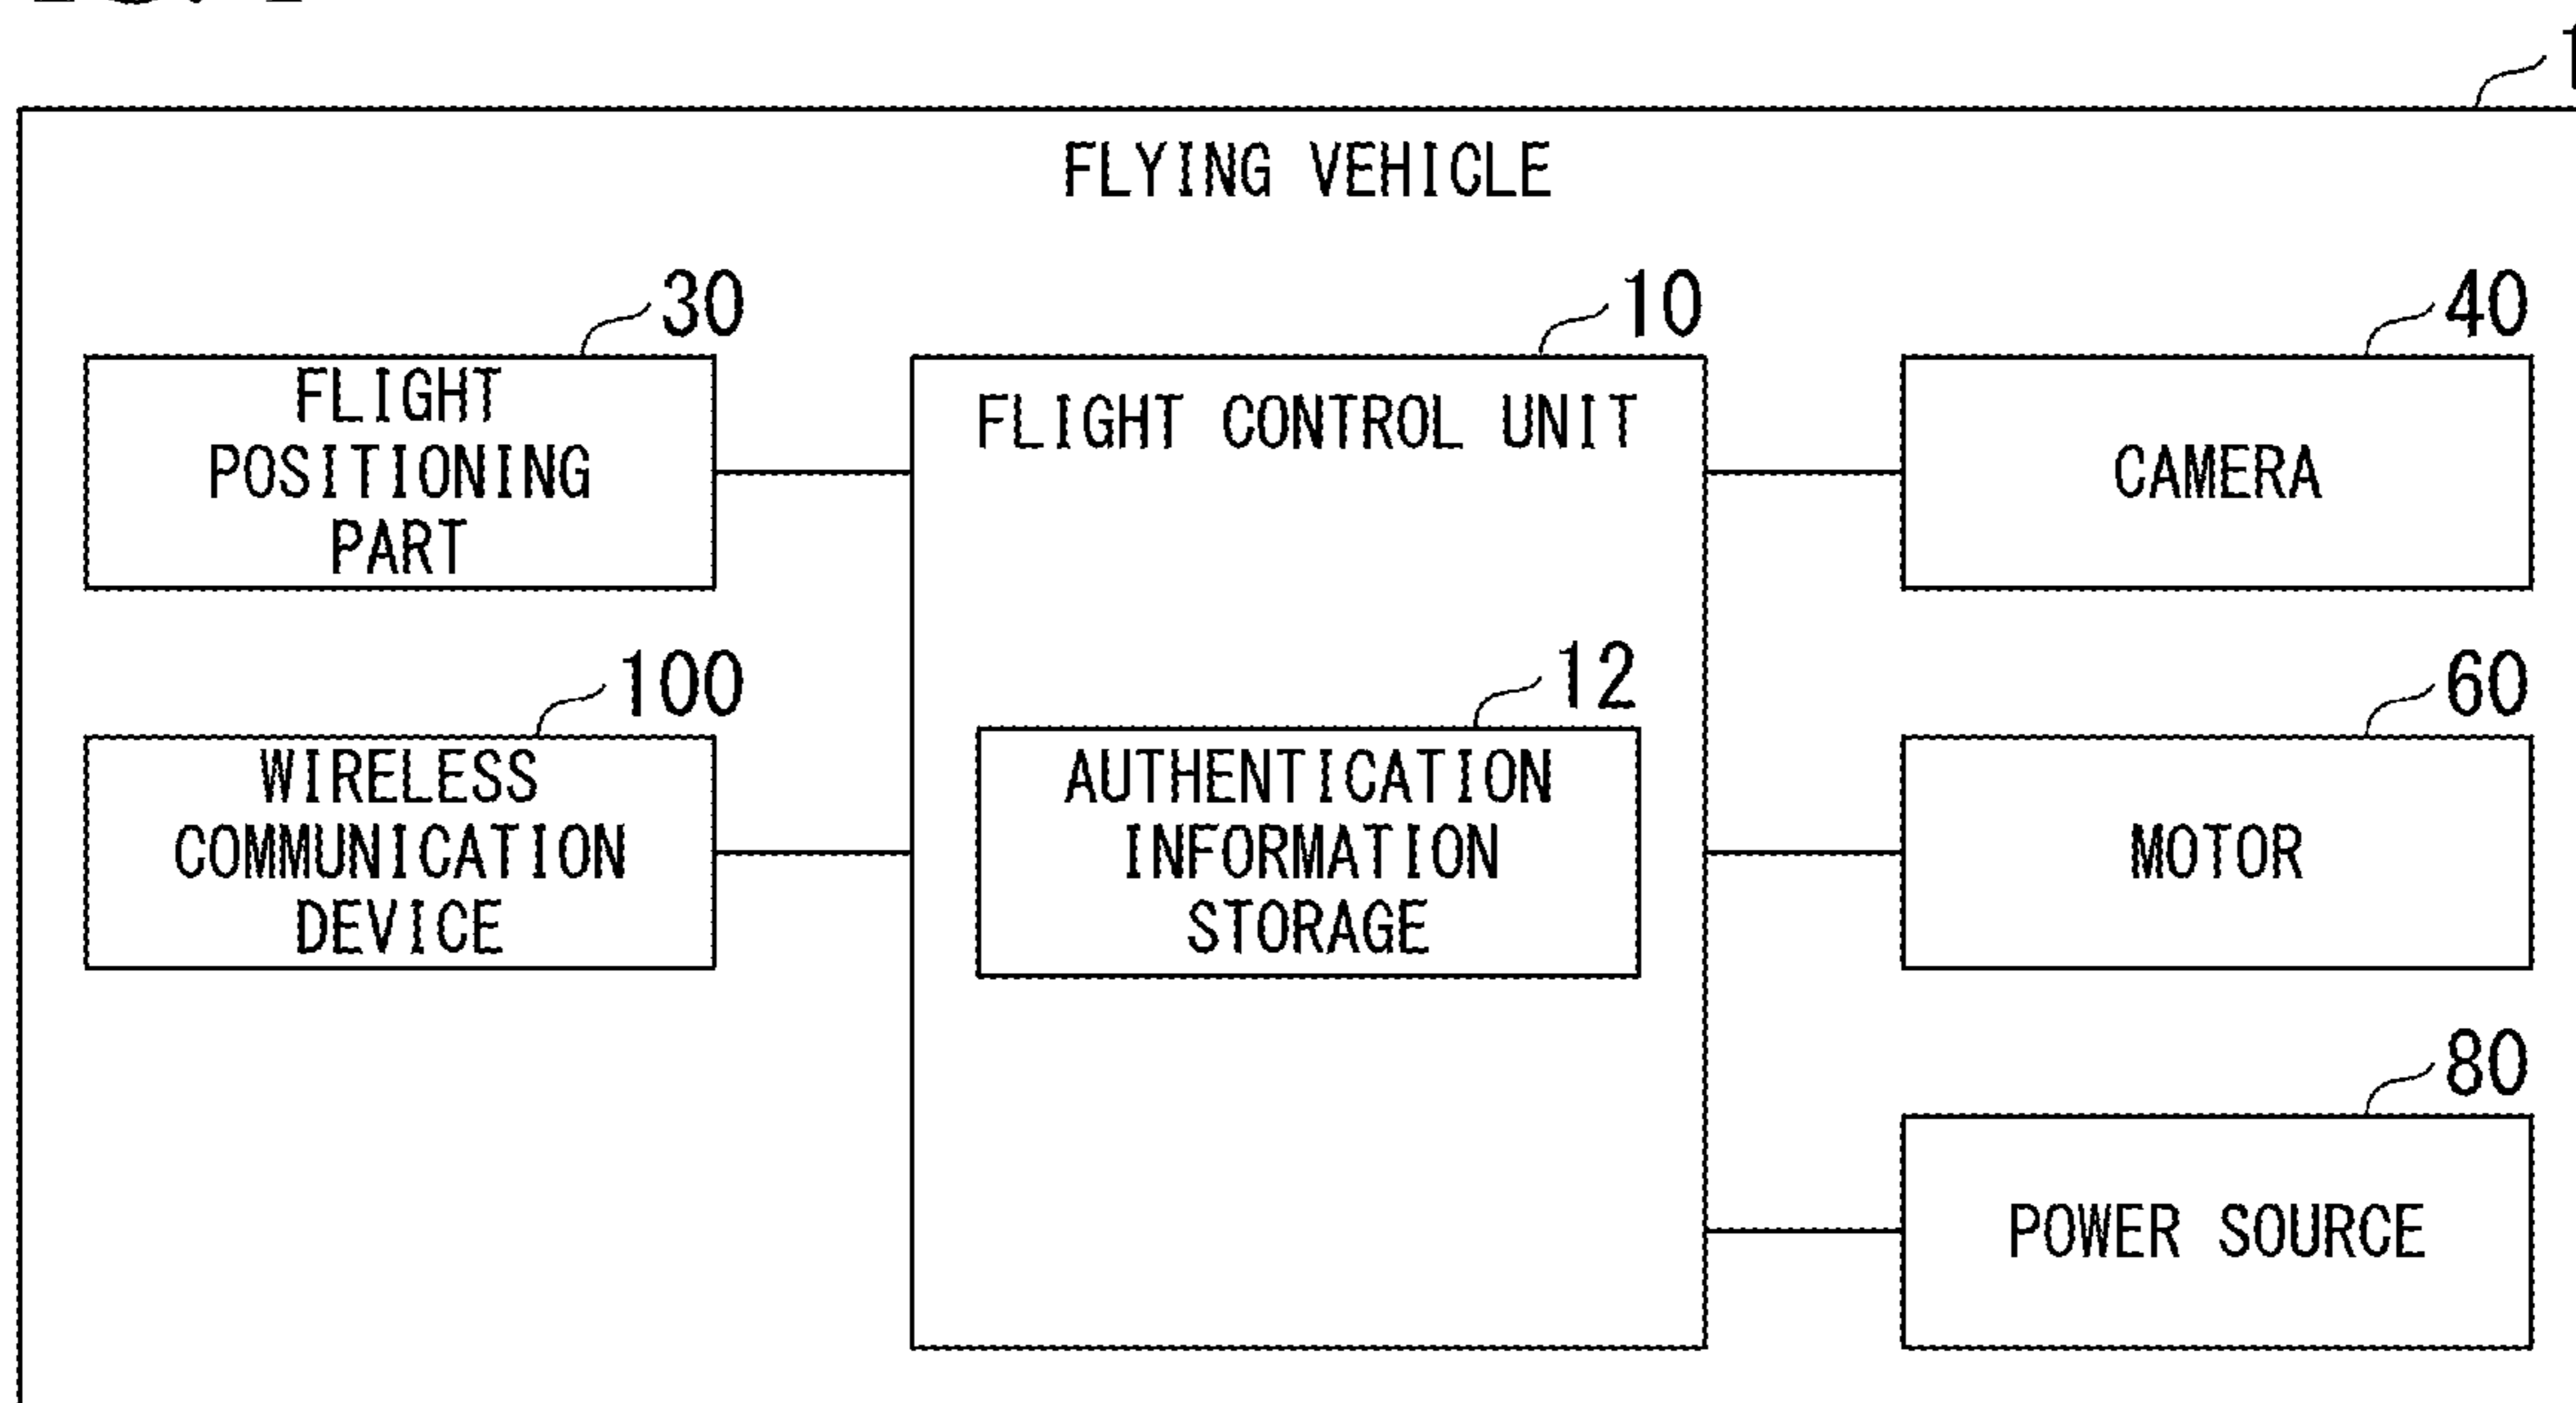 FLYING VEHICLE
30
FLIGHT
POSITIONING
PART
10
FLIGHT CONTROL UNIT
40
CAMERA
100
WIRELESS
COMMUNICATION
DEVICE
12
AUTHENTICATION
INFORMATION
STORAGE
60
MOTOR
80
POWER SOURCE